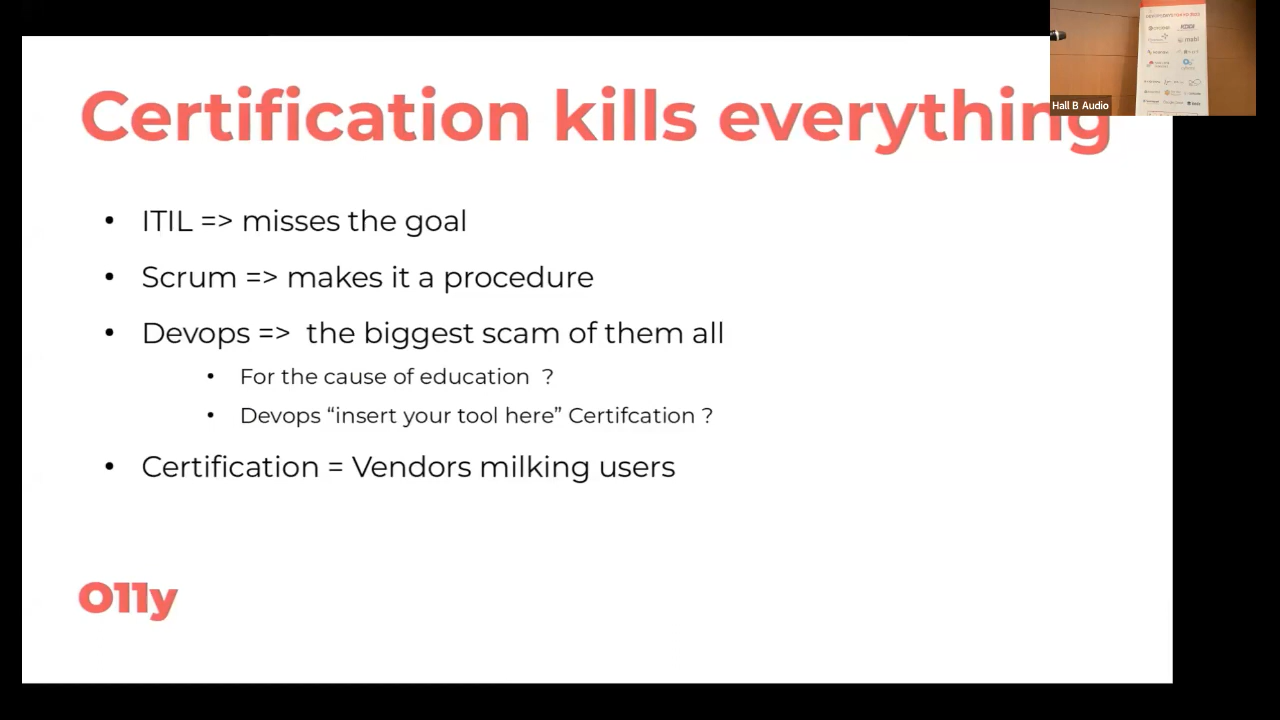 Certification kills everything
• ITIL => misses the goal
• Scrum => makes it a procedure
• Devops => the biggest scam of them all
• For the cause of education ?
• Devops “insert your tool here” Certifcation ?
• Certification = Vendors milking users
O11y
Hall B Audio
mabl